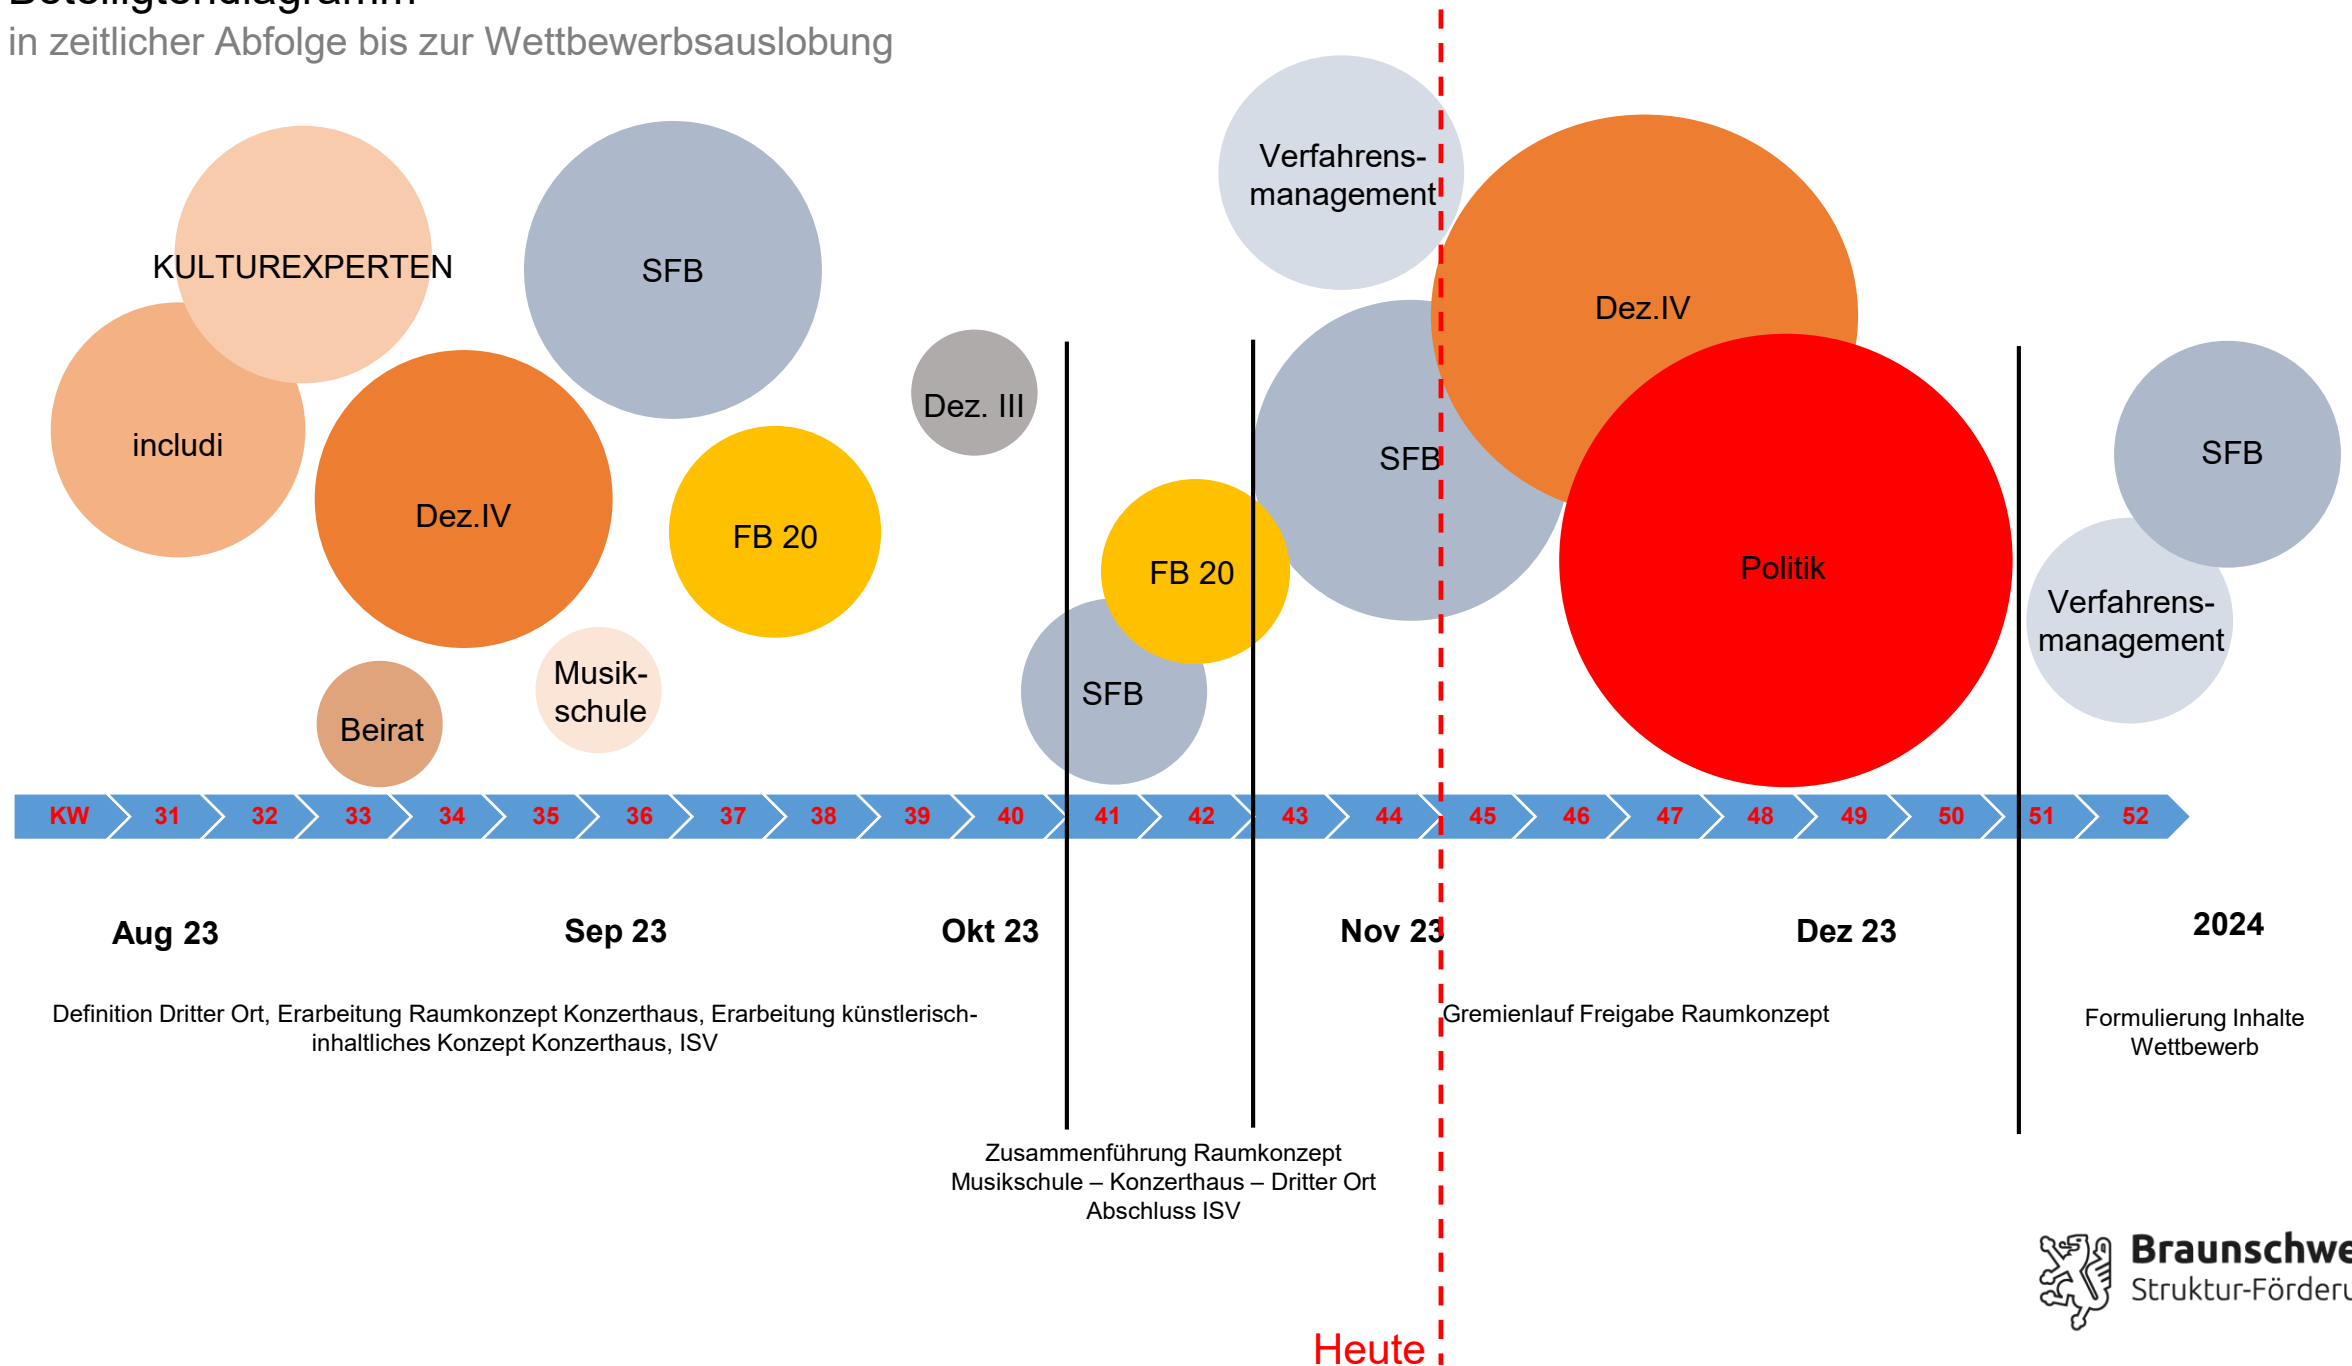 Beteiligtendiagramm
in zeitlicher Abfolge bis zur Wettbewerbsauslobung
Verfahrens-
management
KULTUREXPERTEN
SFB
Dez.IV
Dez. III
includi
SFB
SFB
Dez.IV
FB 20
FB 20
Politik
Verfahrens-
management
Musik-
schule
SFB
Beirat
KW 31 32 33 34 35 36 37 38 39 40 41 42 43 44 45 46 47 48 49 50 51 52
Aug 23 Sep 23 Okt 23 Nov 23 Dez 23 2024
Definition Dritter Ort, Erarbeitung Raumkonzept Konzerthaus, Erarbeitung künstlerisch-
inhaltliches Konzept Konzerthaus, ISV
Gremienlauf Freigabe Raumkonzept
Formulierung Inhalte
Wettbewerb
Zusammenführung Raumkonzept
Musikschule – Konzerthaus – Dritter Ort
Abschluss ISV
Braunschwe
Struktur-Förderu
Heute